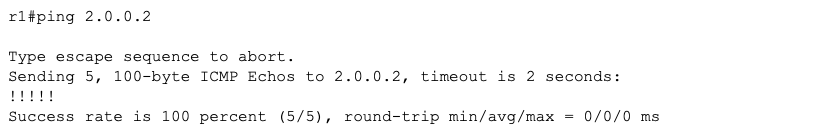 r1#ping 2.0.0.2
Type escape sequence to abort.
Sending 5, 100-byte ICMP Echos to 2.0.0.2, timeout is 2 seconds:
!!!!!
Success rate is 100 percent (5/5), round-trip min/avg/max = 0/0/0 ms